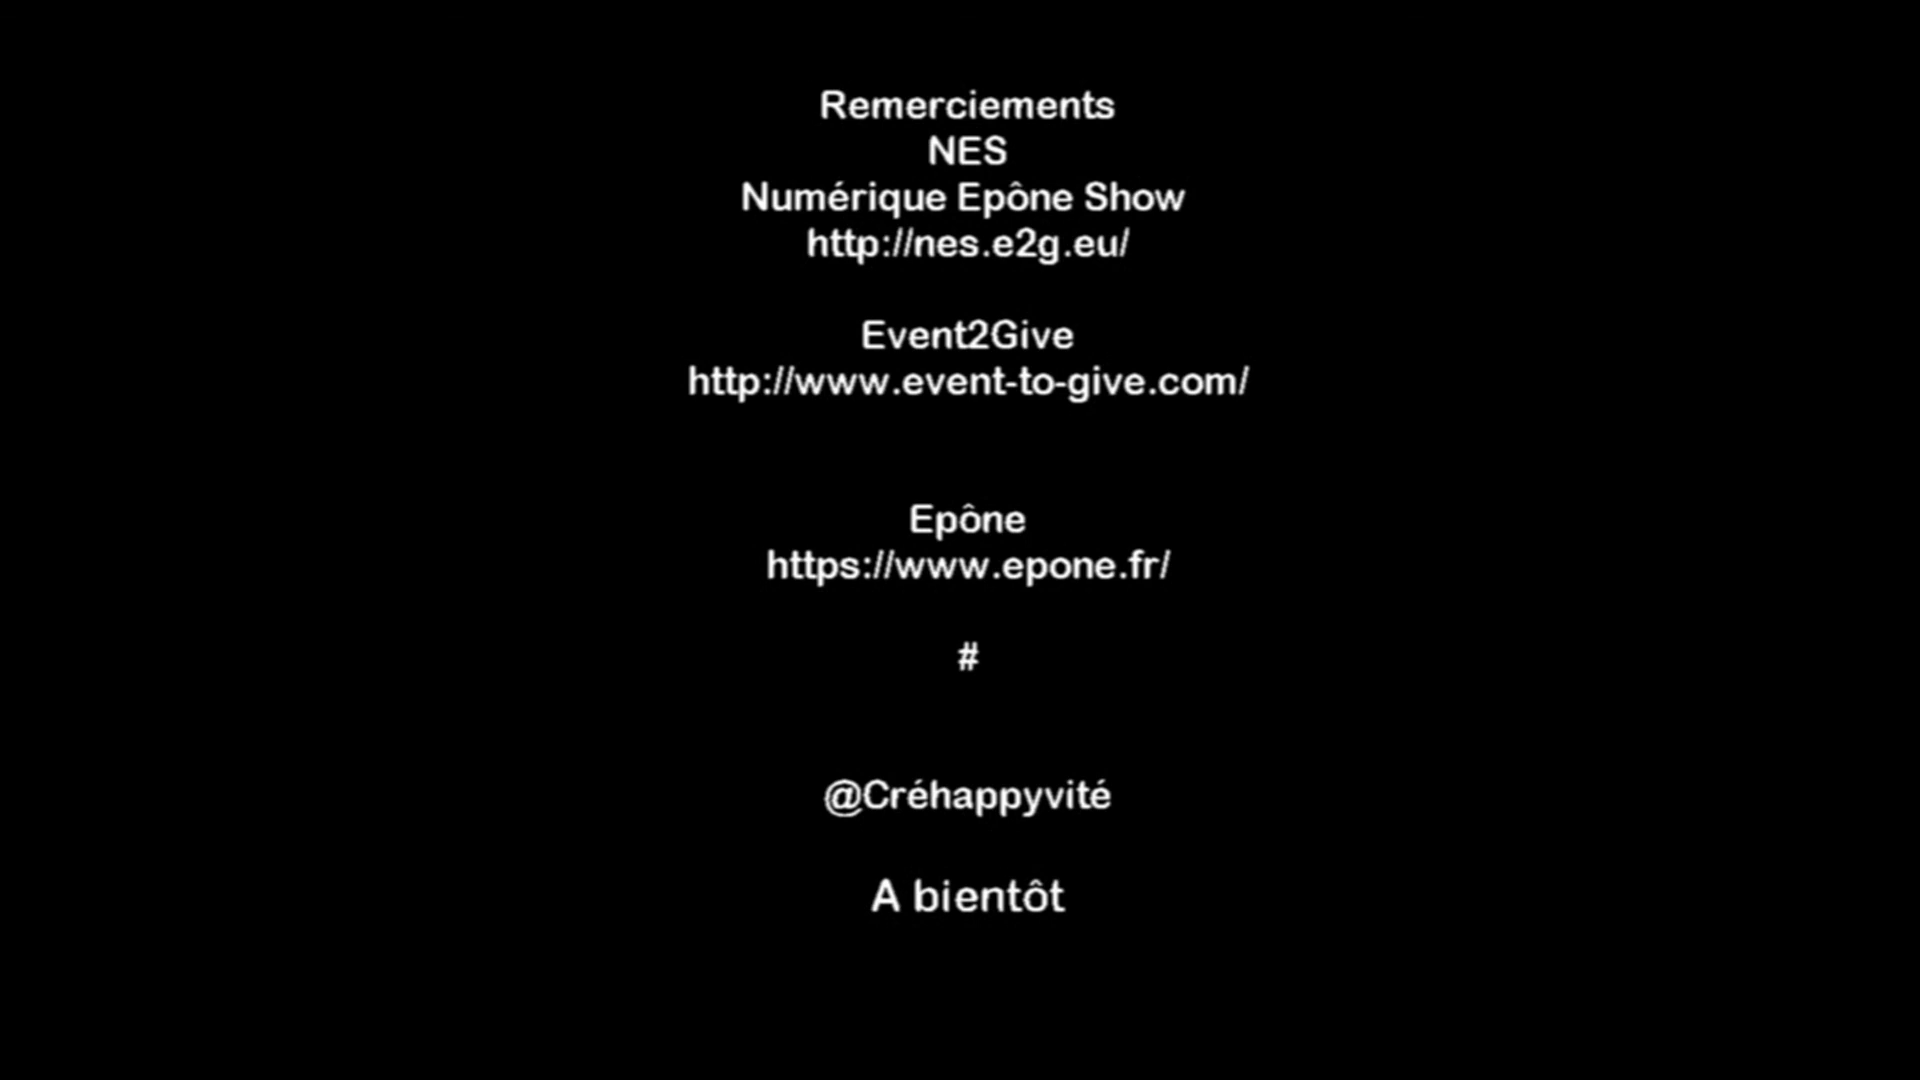 Remerciements
NES
Numérique Epône Show
http://nes.e2g.eu/
Event2Give
http://www.event-to-give.com/
Epône
https://www.epone.fr/
#
@Créhappyvité
A bientôt